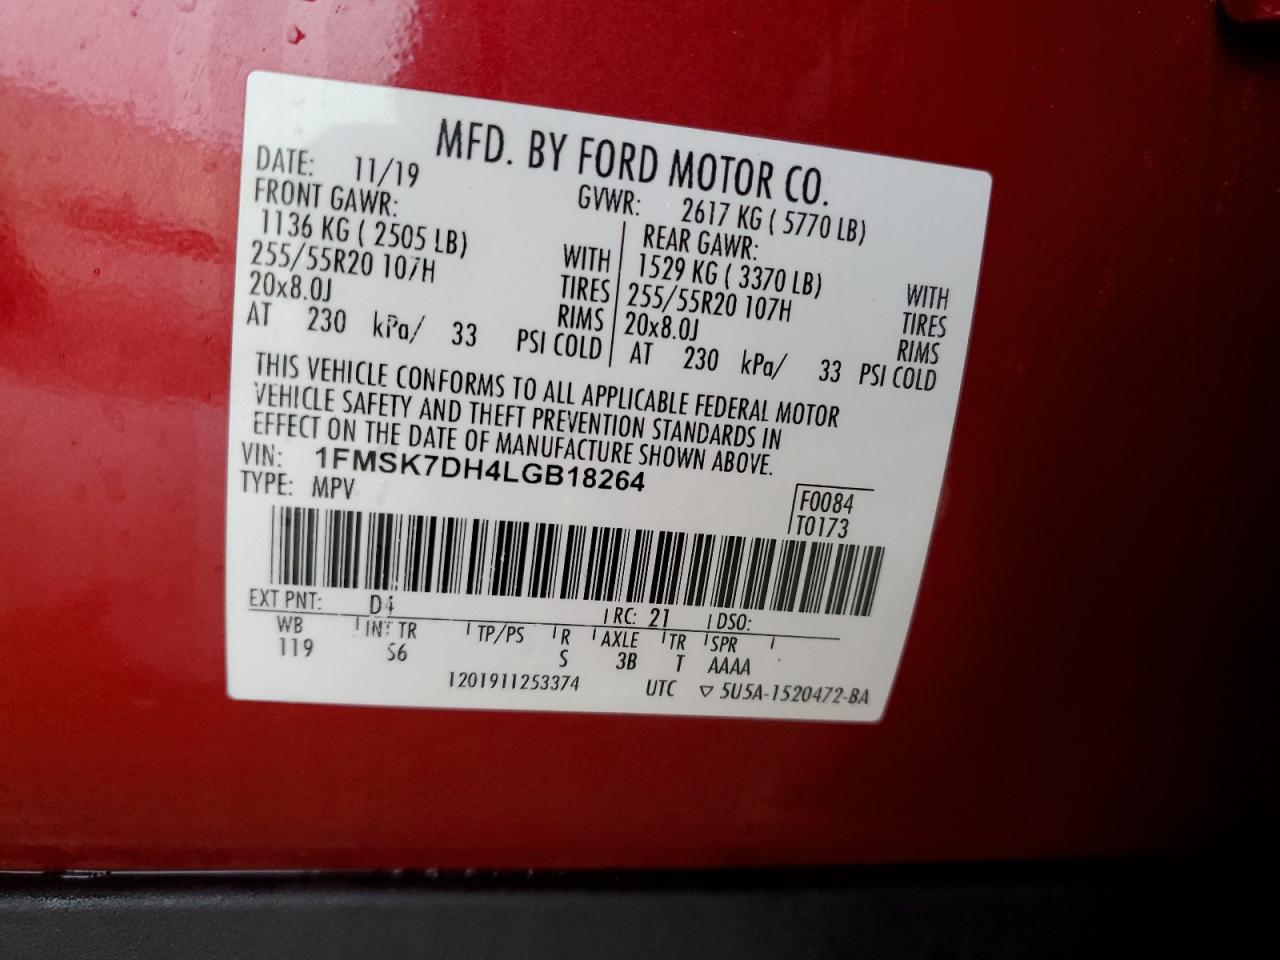 MFD. BY FORD MOTOR CO.
DATE: 11/19 GVWR: 2617 KG ( 5770 LB)
FRONT GAWR: REAR GAWR:
1136 KG ( 2505 LB) WITH 1529 KG ( 3370 LB) WITH
255/55R20 107H TIRES 255/55R20 107H TIRES
20x8.0J RIMS 20x8.0J RIMS
AT 230 kPa/ 33 PSI COLD AT 230 kPa/ 33 PSI COLD
THIS VEHICLE CONFORMS TO ALL APPLICABLE FEDERAL MOTOR
VEHICLE SAFETY AND THEFT PREVENTION STANDARDS IN
EFFECT ON THE DATE OF MANUFACTURE SHOWN ABOVE.
VIN: 1FMSK7DH4LGB18264
TYPE: MPV
F0084
T0173
EXT PNT: D4 RC: 21 DSO:
WB INT TR TP/PS R AXLE TR SPR
119 S6 S 3B T AAAA
1201911253374 UTC ▽ 5U5A-1520472-BA